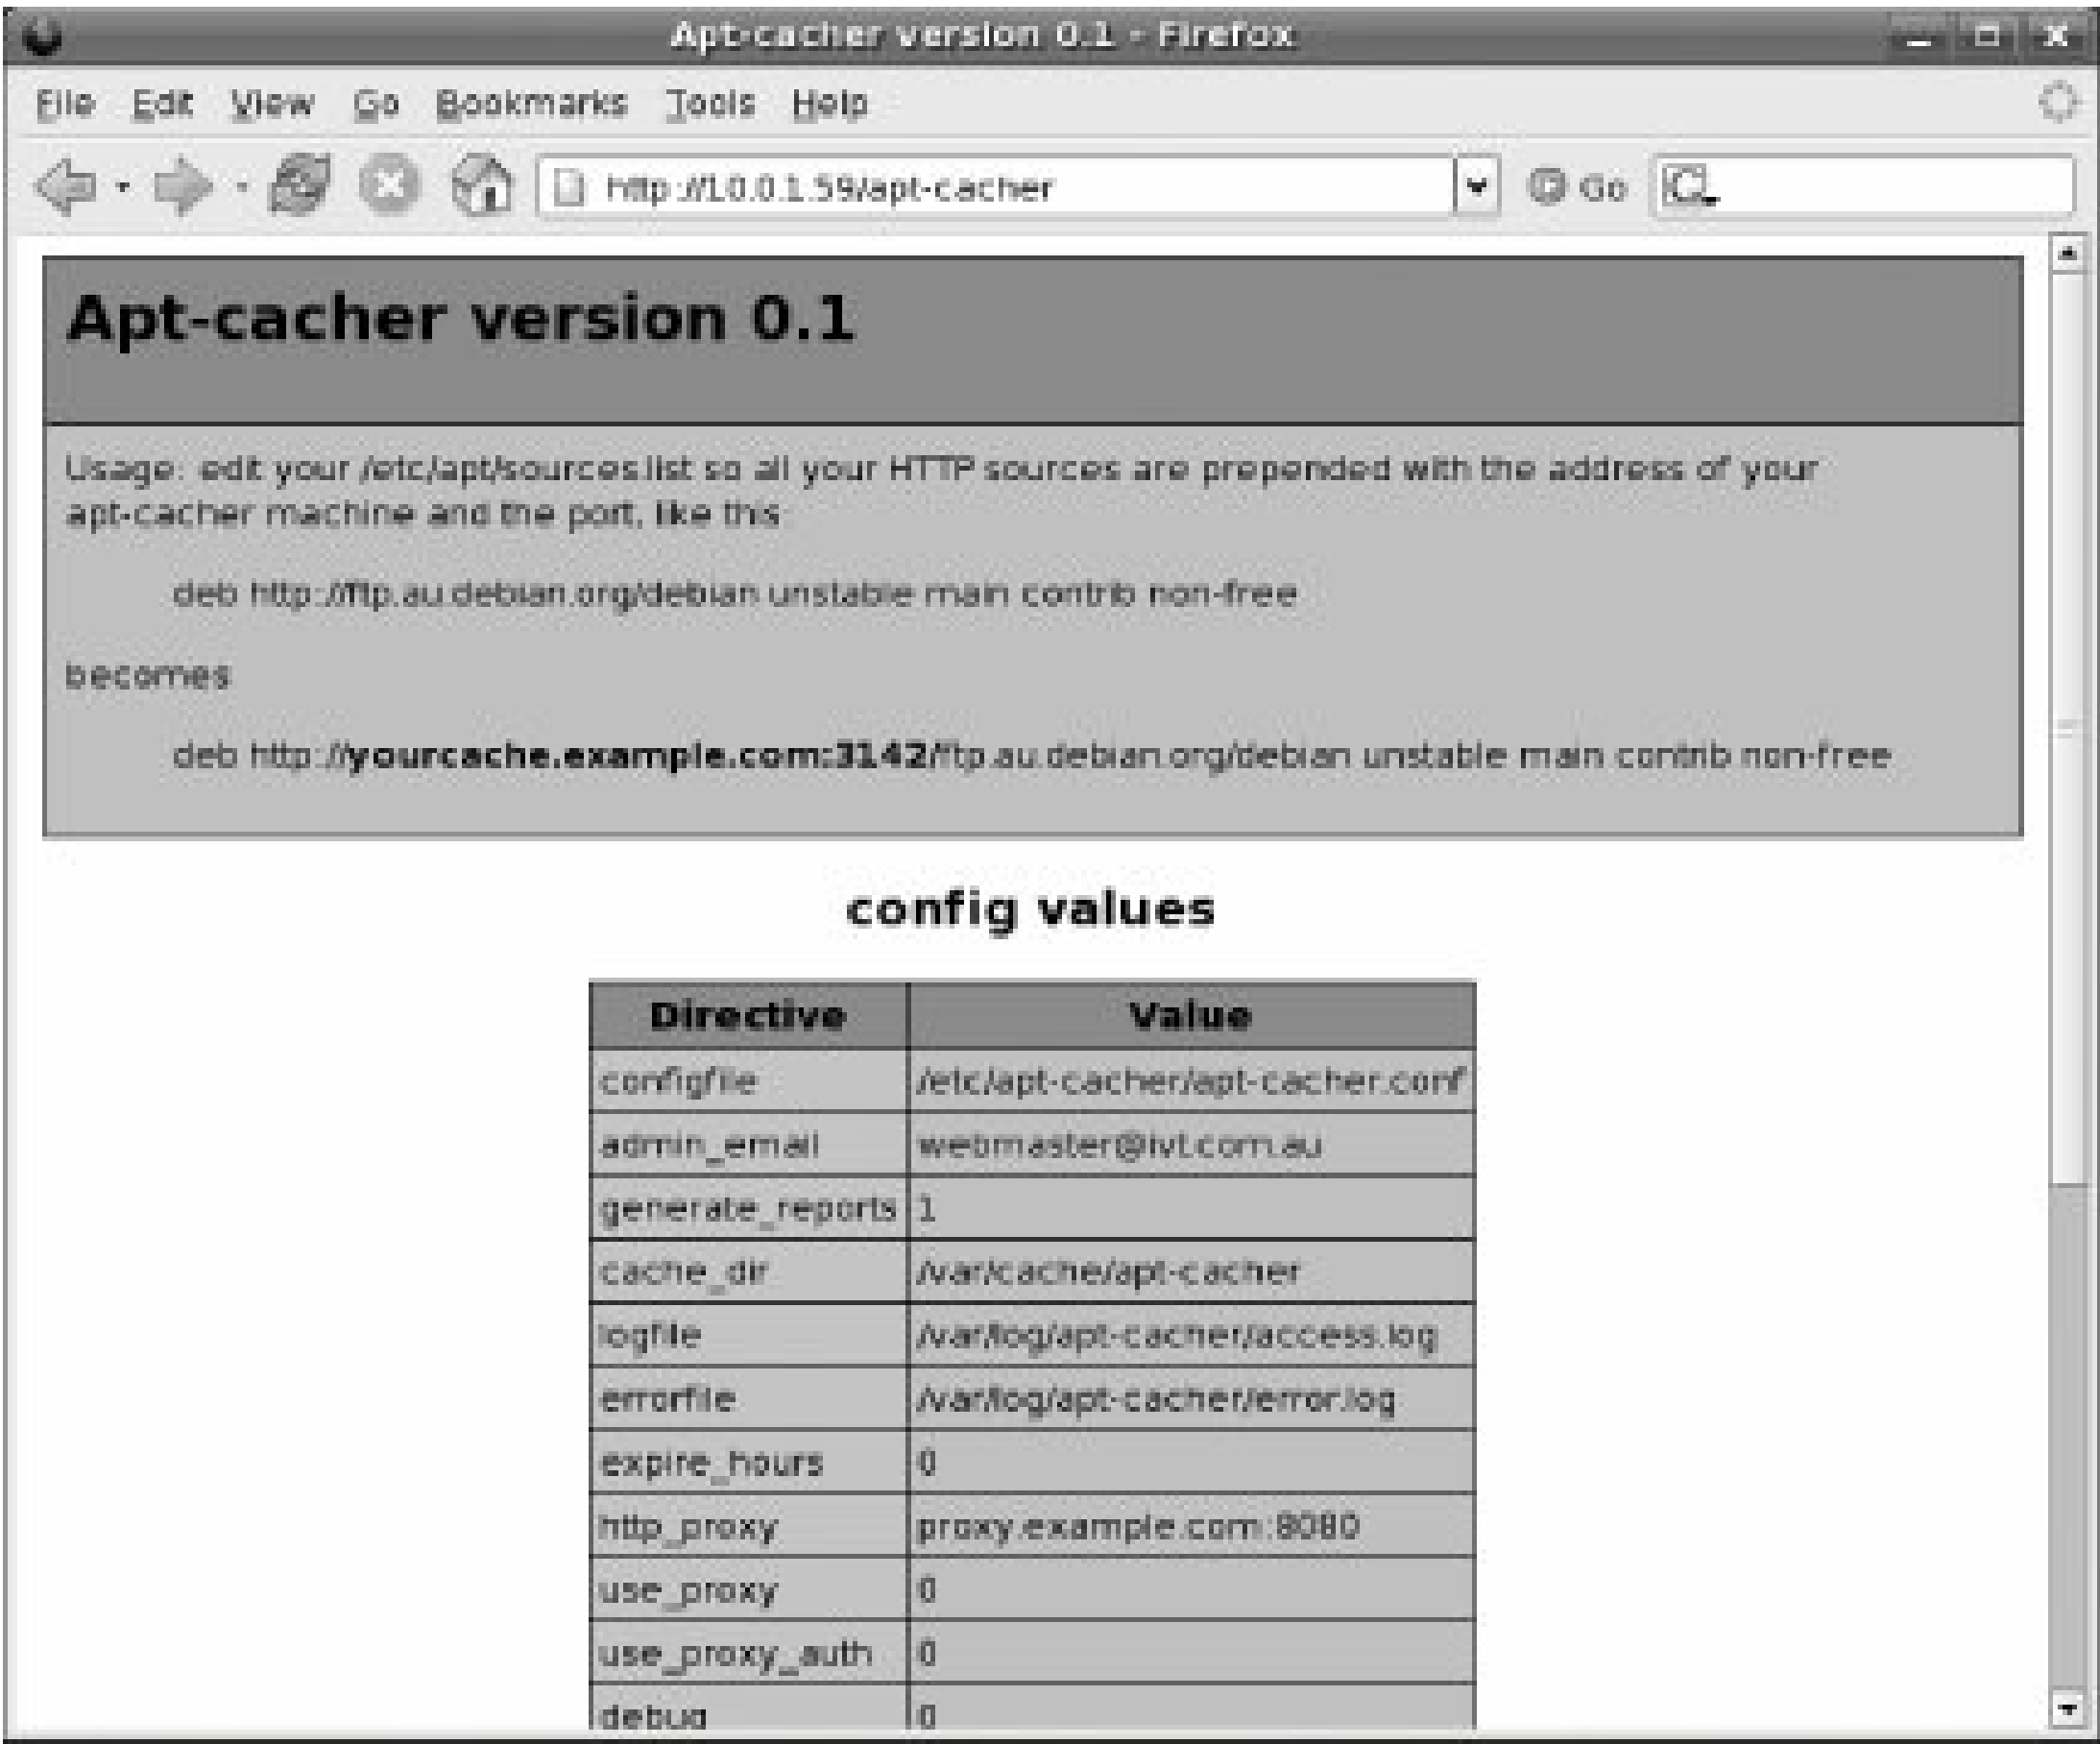 Apt-cacher version 0.1 - Firefox
File Edit View Go Bookmarks Tools Help
http://10.0.1.59/apt-cacher Go
Apt-cacher version 0.1
Usage: edit your /etc/apt/sources.list so all your HTTP sources are prepended with the address of your
apt-cacher machine and the port, like this:
deb http://ftp.au.debian.org/debian unstable main contrib non-free
becomes
deb http://yourcache.example.com:3142/ftp.au.debian.org/debian unstable main contrib non-free
config values
Directive Value
configfile /etc/apt-cacher/apt-cacher.conf
admin_email webmaster@ivt.com.au
generate_reports 1
cache_dir /var/cache/apt-cacher
logfile /var/log/apt-cacher/access.log
errorfile /var/log/apt-cacher/error.log
expire_hours 0
http_proxy proxy.example.com:8080
use_proxy 0
use_proxy_auth 0
debug 0